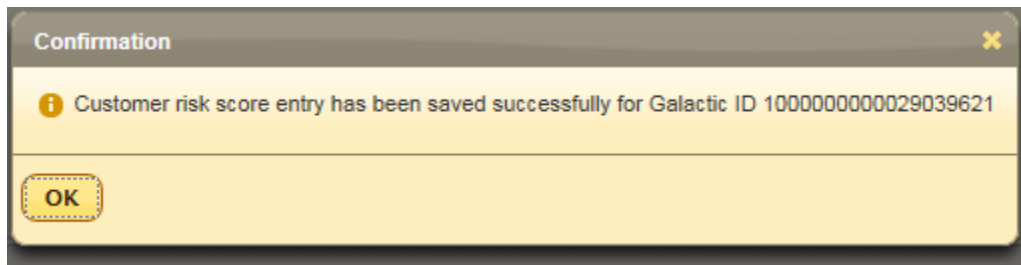 Confirmation
Customer risk score entry has been saved successfully for Galactic ID 1000000000029039621
OK